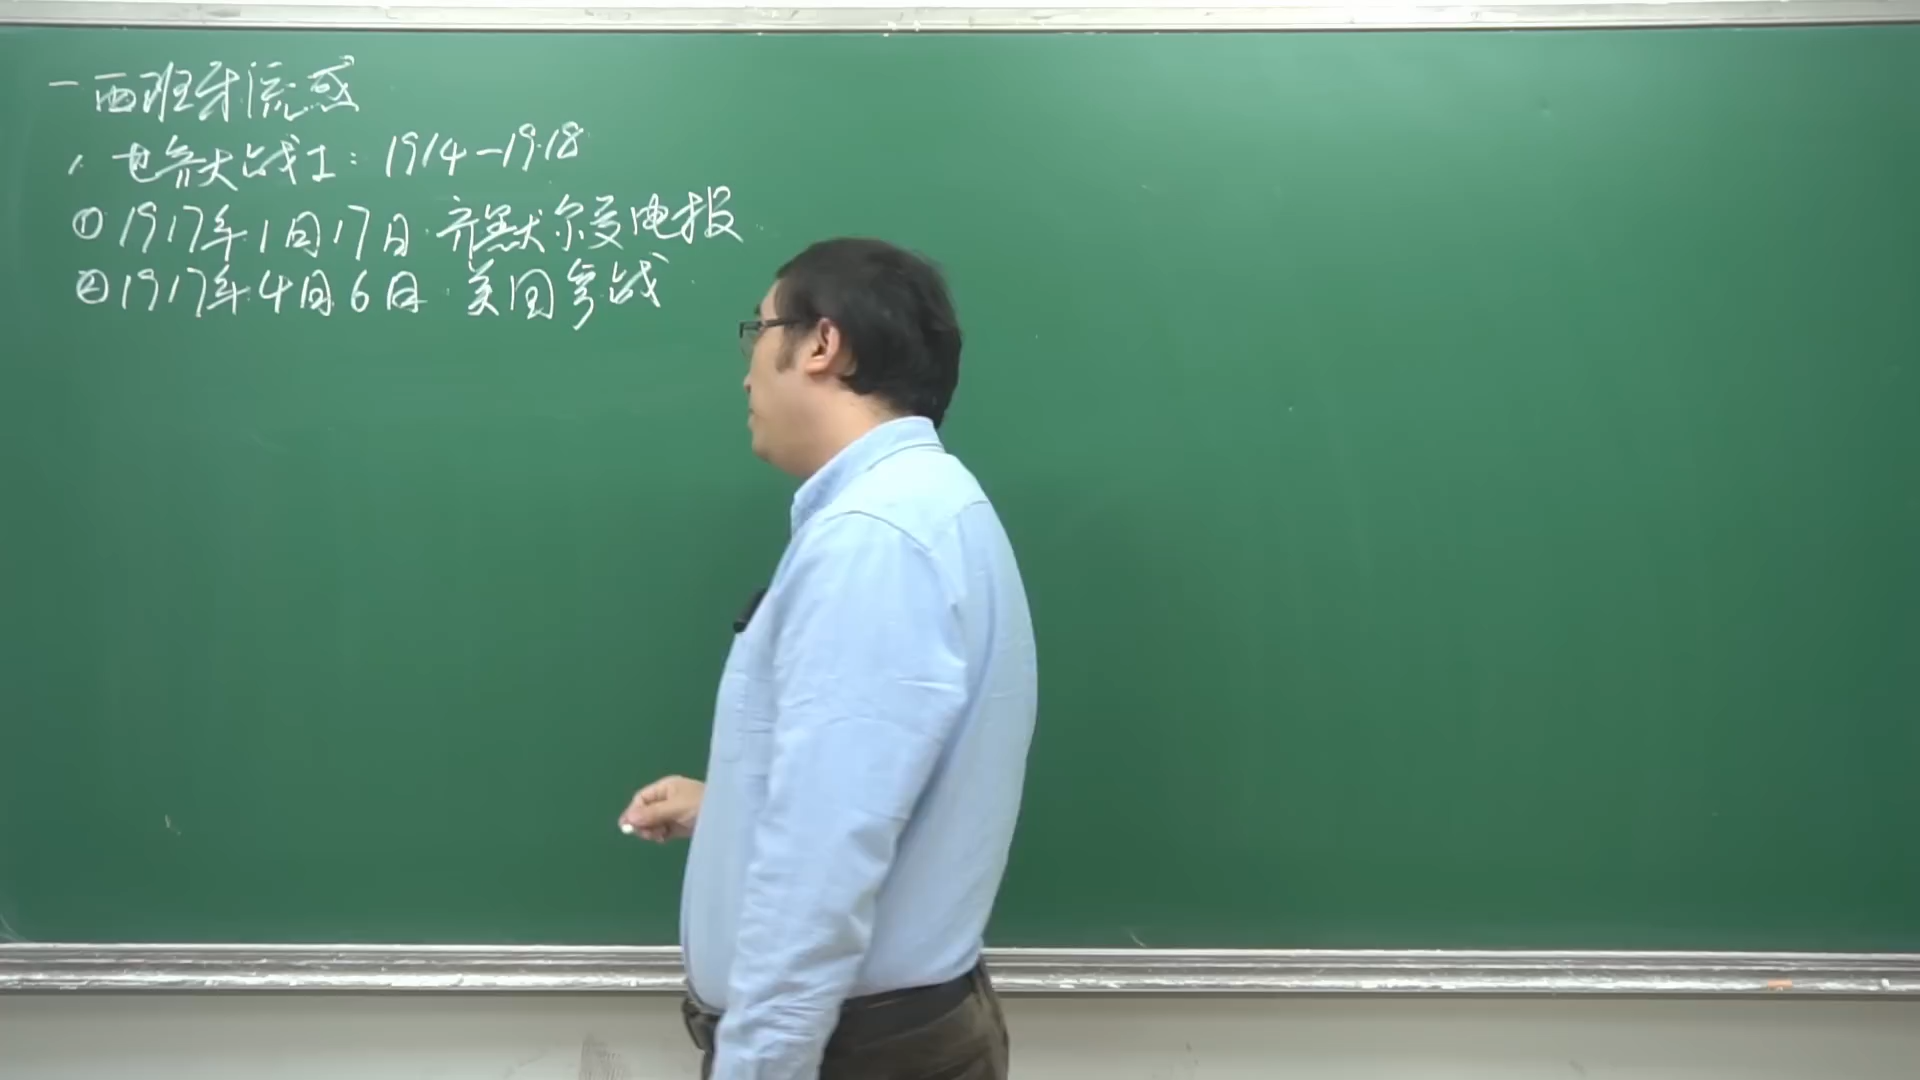 一 西班牙流感
1. 世界大战I：1914-1918
①1917年1月17日·齐默尔曼电报
②1917年4月6日·美国参战